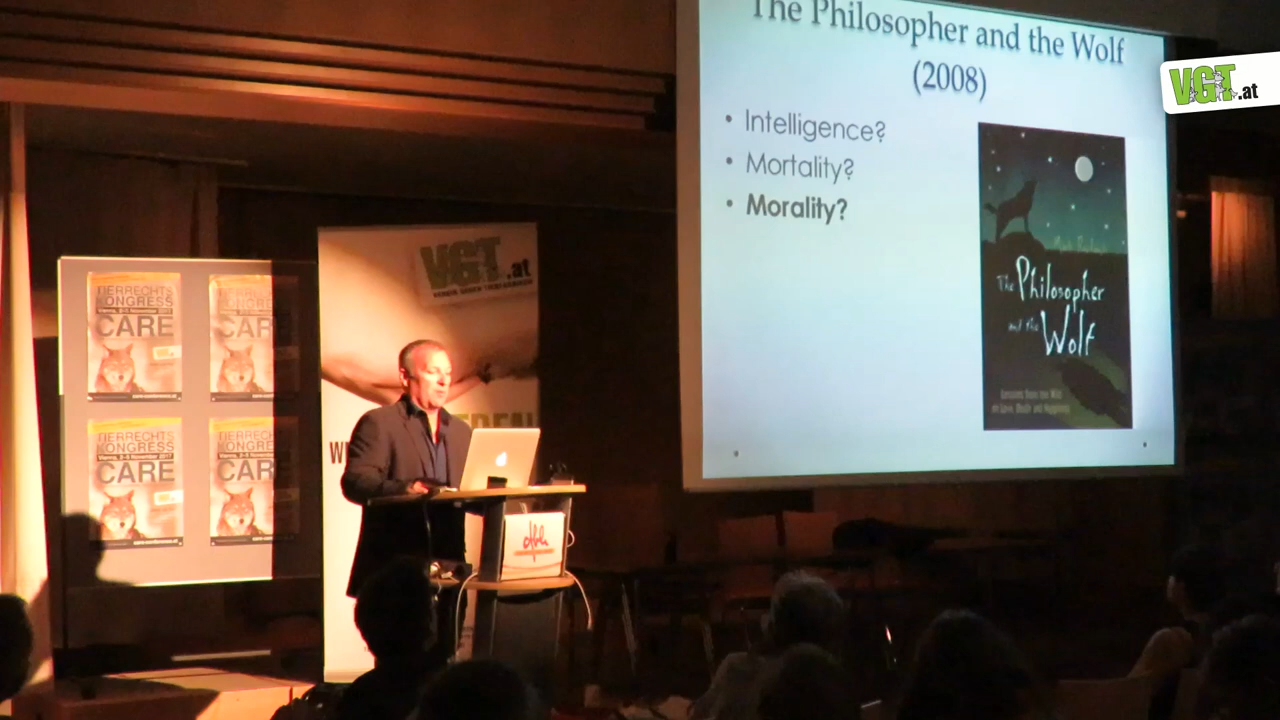 The Philosopher and the Wolf
(2008)
• Intelligence?
• Mortality?
• Morality?
The Philosopher
and the
Wolf
VGT.at
VGT.at
TIERRECHTS
KONGRESS
CARE
TIERRECHTS
KONGRESS
CARE
TIERRECHTS
KONGRESS
CARE
TIERRECHTS
KONGRESS
CAR